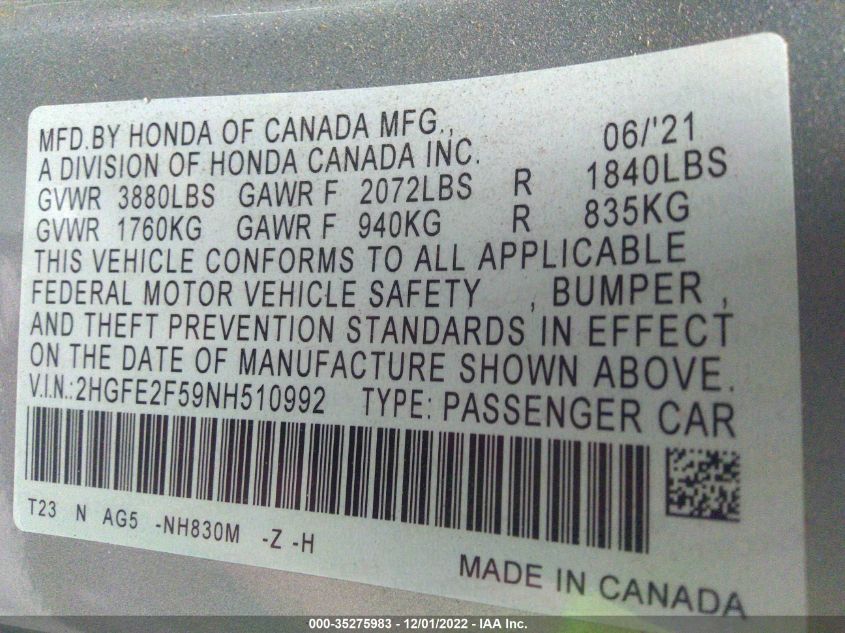 MFD.BY HONDA OF CANADA MFG., 06/'21
A DIVISION OF HONDA CANADA INC.
GVWR 3880LBS GAWR F 2072LBS R 1840LBS
GVWR 1760KG GAWR F 940KG R 835KG
THIS VEHICLE CONFORMS TO ALL APPLICABLE
FEDERAL MOTOR VEHICLE SAFETY , BUMPER ,
AND THEFT PREVENTION STANDARDS IN EFFECT
ON THE DATE OF MANUFACTURE SHOWN ABOVE.
V.I.N.:2HGFE2F59NH510992 TYPE: PASSENGER CAR
T23 N AG5 -NH830M -Z -H
MADE IN CANADA
000-35275983 - 12/01/2022 - IAA Inc.